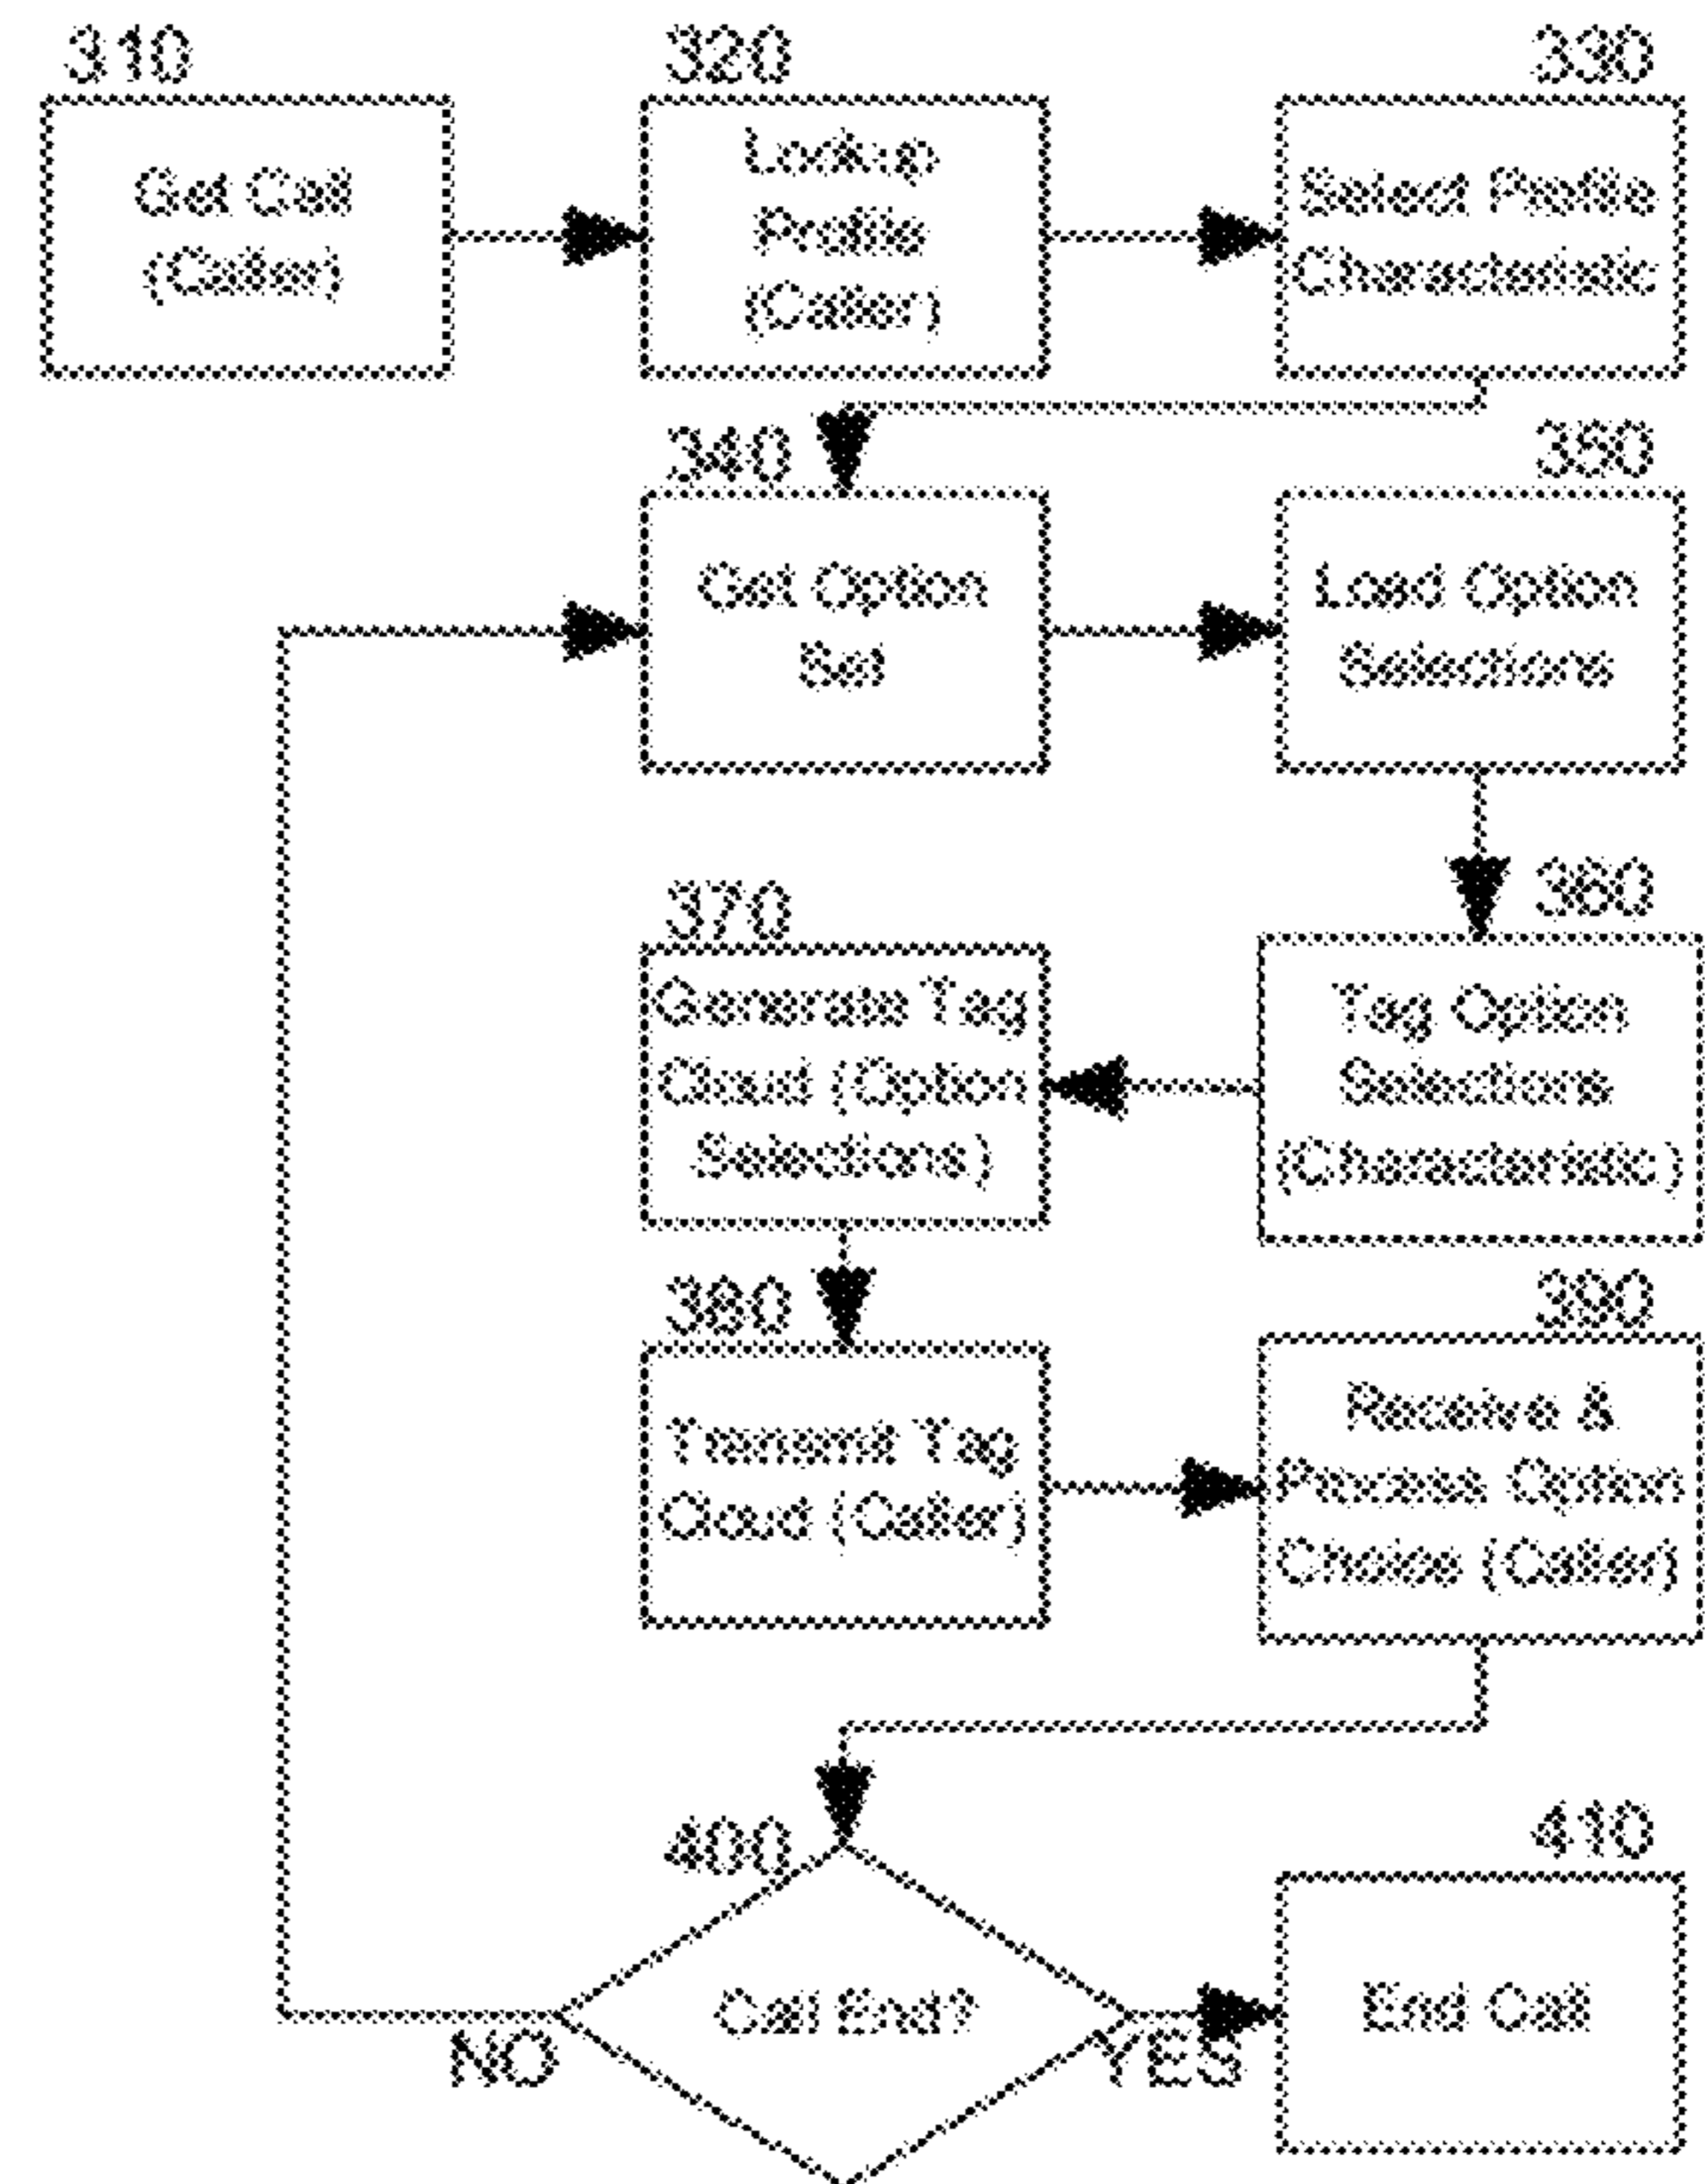 310
Get Call
(Caller)
320
Lookup
Profile
(Caller)
330
Select Profile
Characteristic
340
Get Option
Set
350
Load Option
Selections
360
Tag Option
Selections
(Characteristic)
370
Generate Tag
Cloud (Option
Selections)
380
Transmit Tag
Cloud (Caller)
390
Receive &
Process Option
Choice (Caller)
400
Call End?
NO
YES
410
End Call